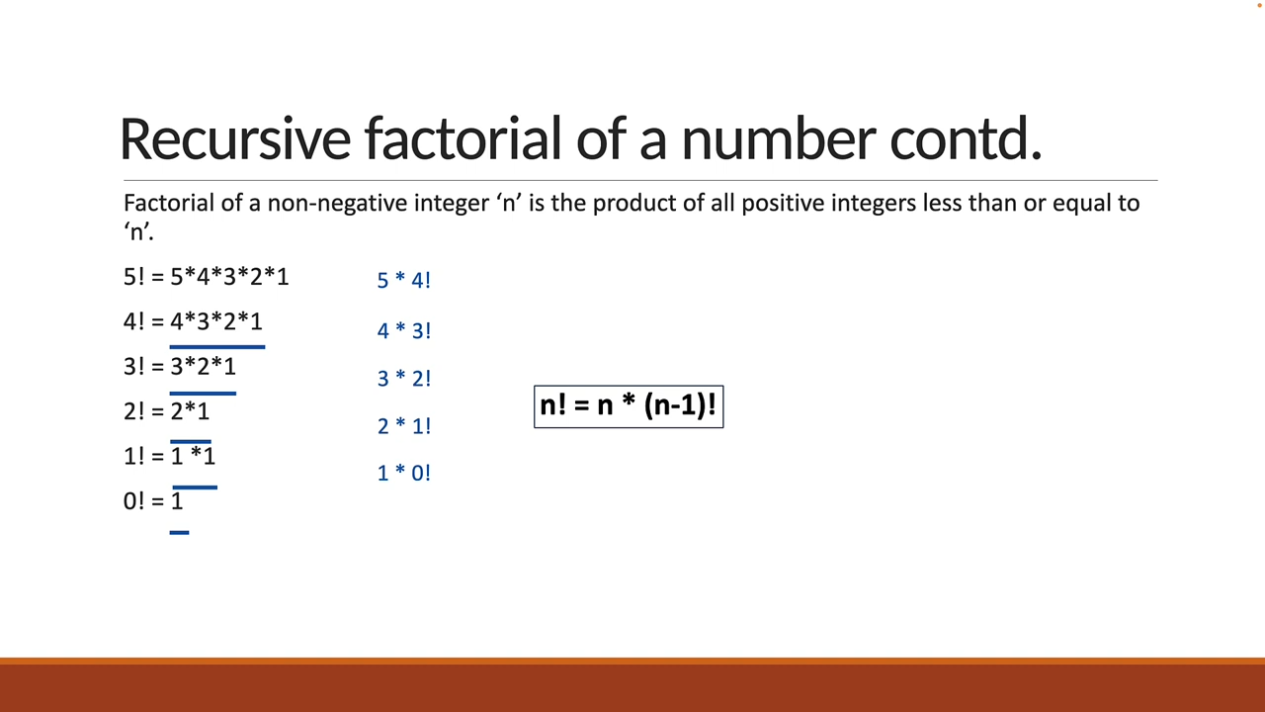 Recursive factorial of a number contd.
Factorial of a non-negative integer ‘n’ is the product of all positive integers less than or equal to
‘n’.
5! = 5*4*3*2*1
5 * 4!
4! = 4*3*2*1
4 * 3!
3! = 3*2*1
3 * 2!
n! = n * (n-1)!
2! = 2*1
2 * 1!
1! = 1 *1
1 * 0!
0! = 1